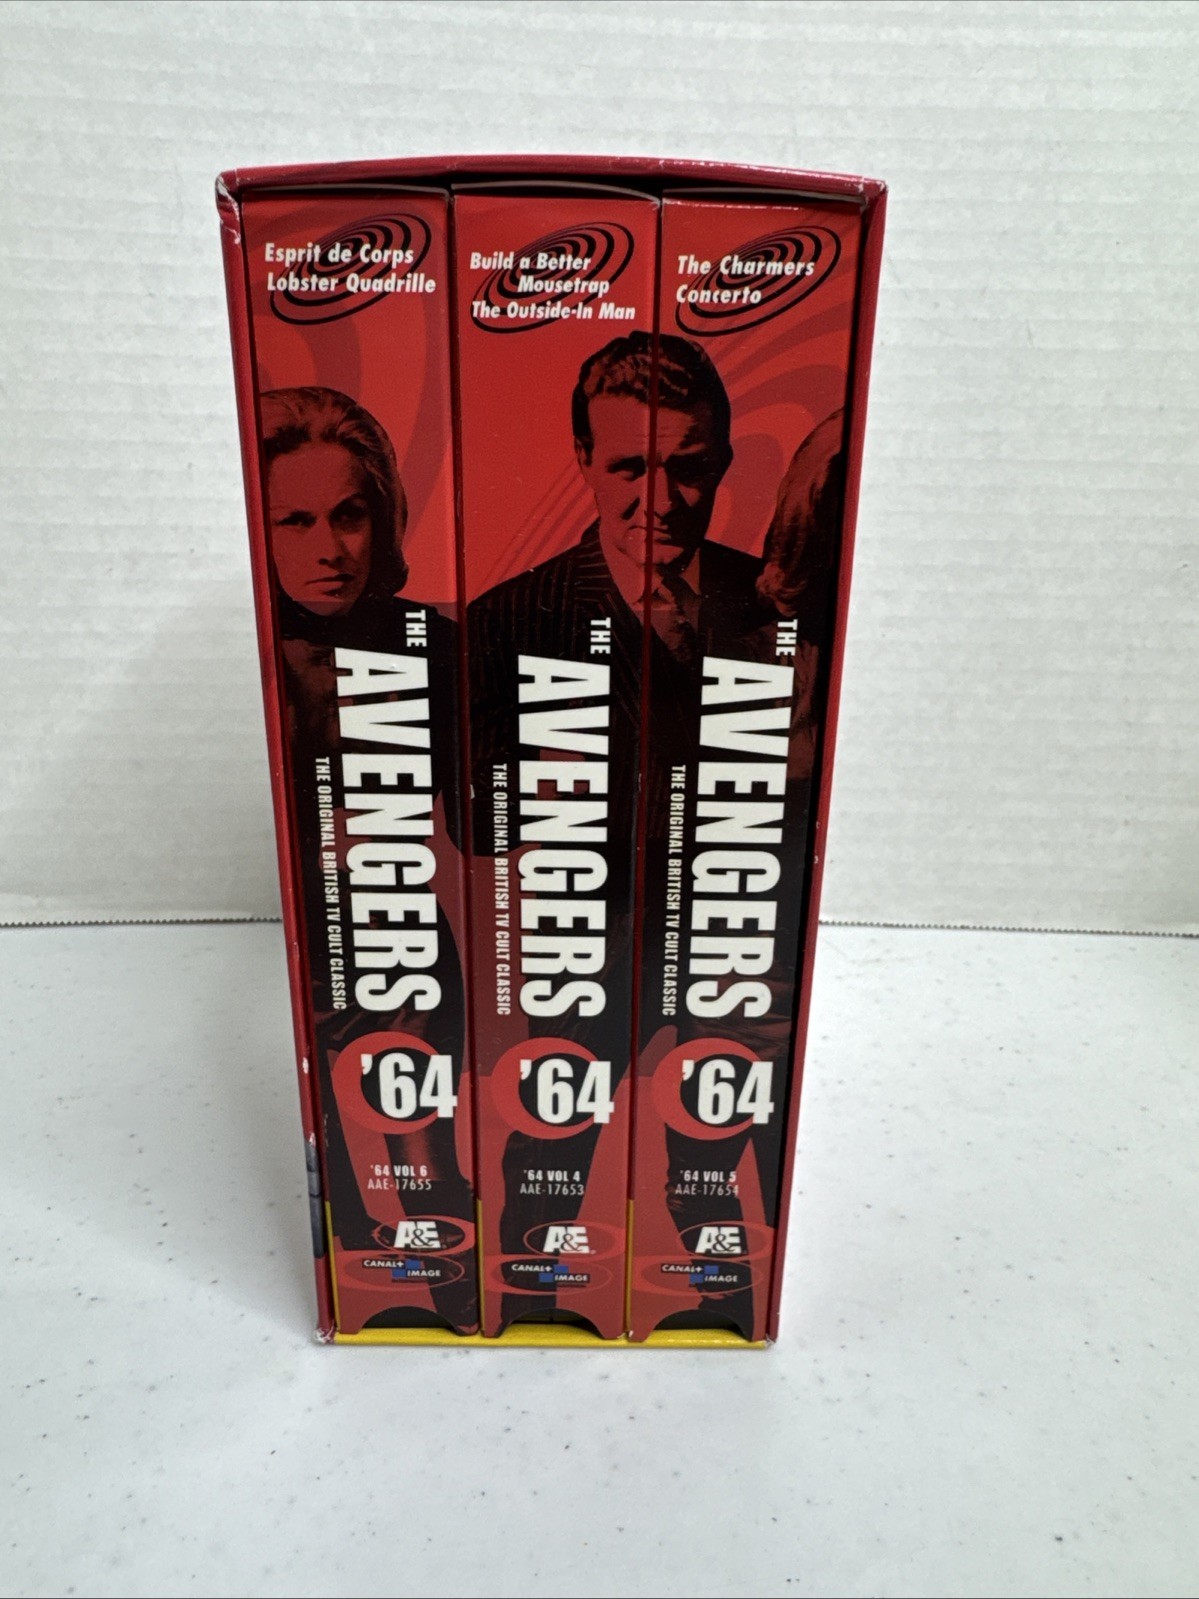 Esprit de Corps
Lobster Quadrille
THE
AVENGERS
THE ORIGINAL BRITISH TV CULT CLASSIC
'64
'64 VOL 6
AAE-17655
A&E
CANAL+
IMAGE
Build a Better
Mousetrap
The Outside-In Man
THE
AVENGERS
THE ORIGINAL BRITISH TV CULT CLASSIC
'64
'64 VOL 4
AAE-17653
A&E
CANAL+
IMAGE
The Charmers
Concerto
THE
AVENGERS
THE ORIGINAL BRITISH TV CULT CLASSIC
'64
'64 VOL 5
AAE-17654
A&E
CANAL+
IMAGE